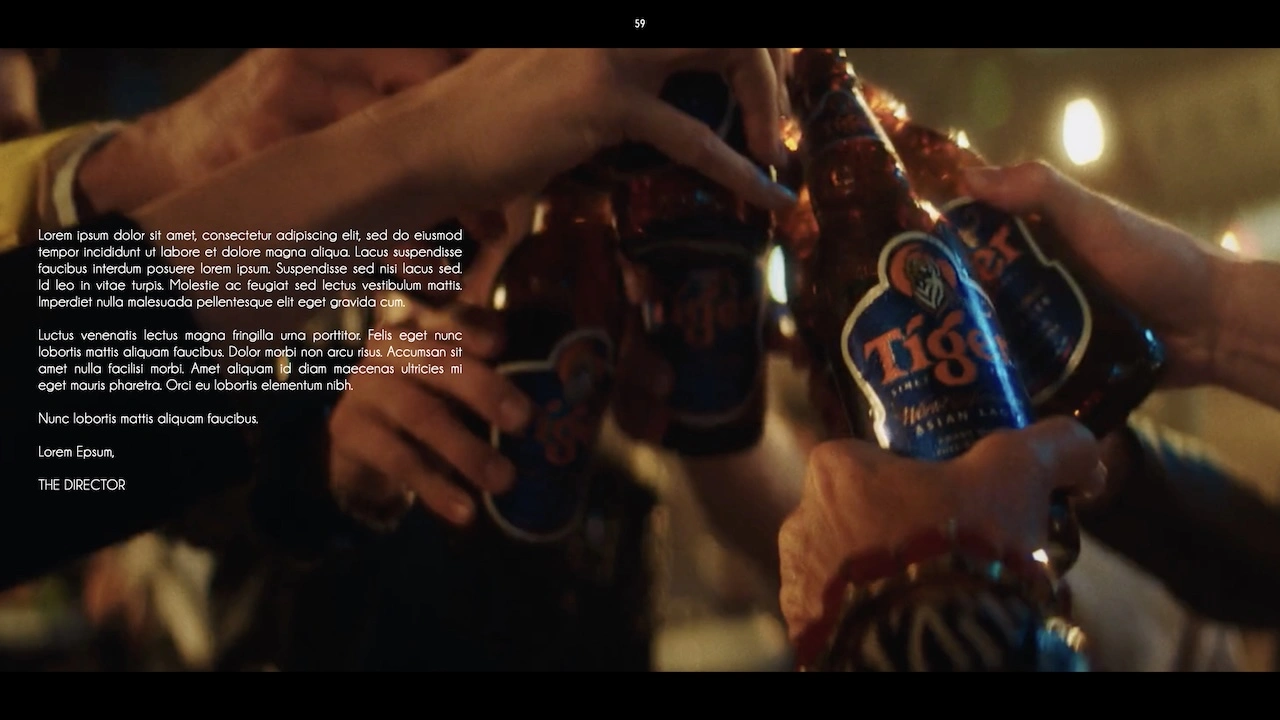 59
Lorem ipsum dolor sit amet, consectetur adipiscing elit, sed do eiusmod
tempor incididunt ut labore et dolore magna aliqua. Lacus suspendisse
faucibus interdum posuere lorem ipsum. Suspendisse sed nisi lacus sed.
Id leo in vitae turpis. Molestie ac feugiat sed lectus vestibulum mattis.
Imperdiet nulla malesuada pellentesque elit eget gravida cum.
Luctus venenatis lectus magna fringilla urna porttitor. Felis eget nunc
lobortis mattis aliquam faucibus. Dolor morbi non arcu risus. Accumsan sit
amet nulla facilisi morbi. Amet aliquam id diam maecenas ultricies mi
eget mauris pharetra. Orci eu lobortis elementum nibh.
Nunc lobortis mattis aliquam faucibus.
Lorem Epsum,
THE DIRECTOR
Tiger
ASIAN